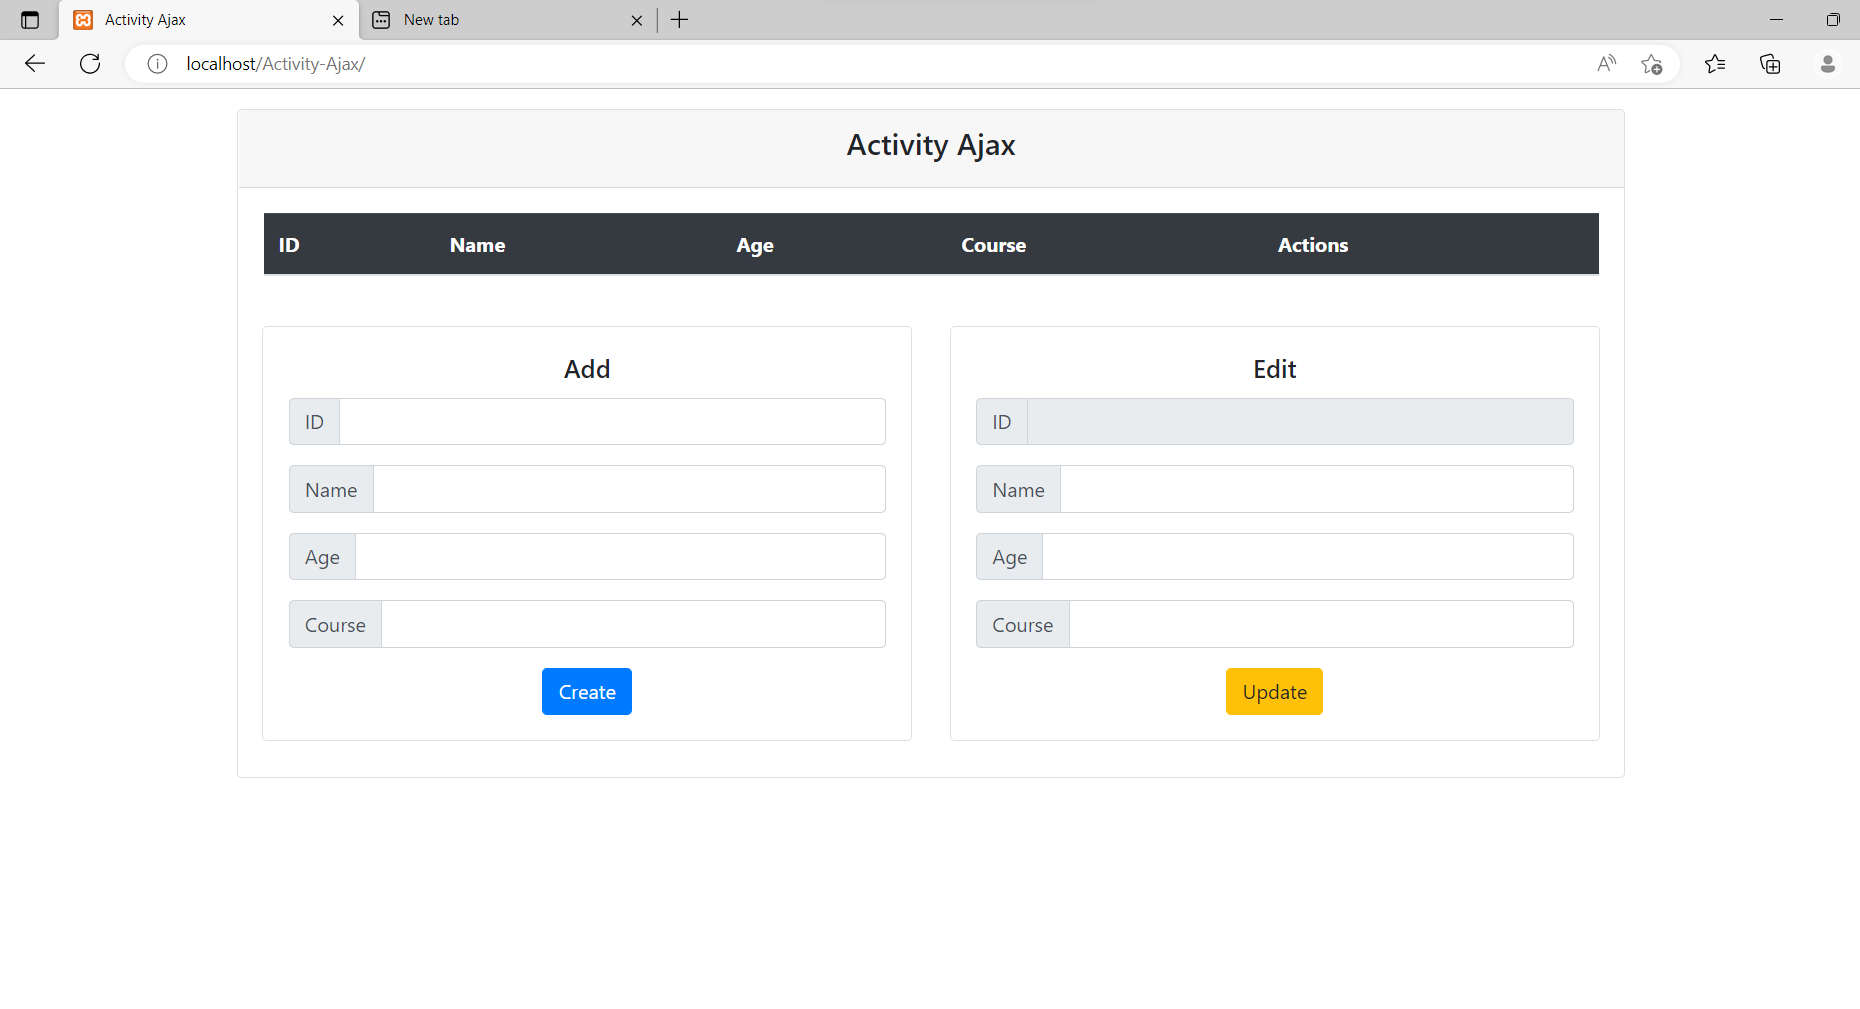 Activity Ajax
New tab
localhost/Activity-Ajax/
Activity Ajax
ID Name Age Course Actions
Add
ID
Name
Age
Course
Create
Edit
ID
Name
Age
Course
Update